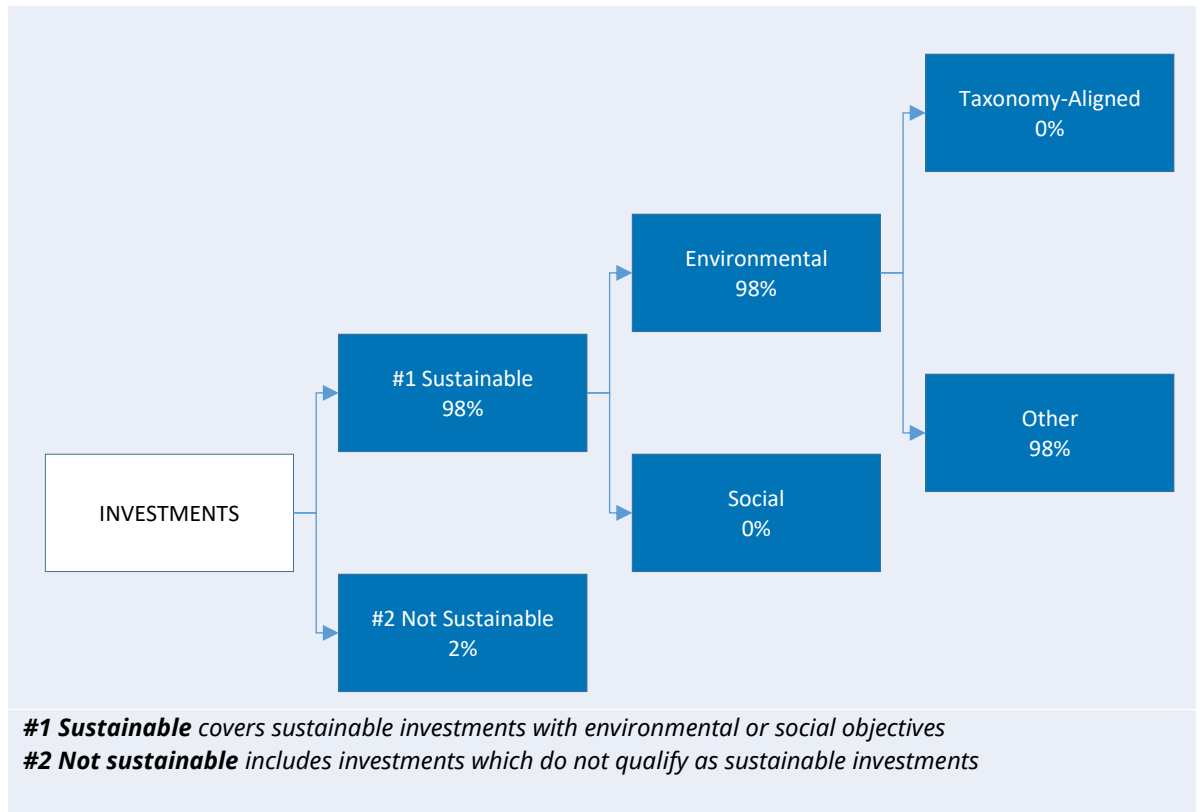 Taxonomy-Aligned
0%
Environmental
98%
#1 Sustainable
98%
Other
98%
INVESTMENTS
Social
0%
#2 Not Sustainable
2%
#1 Sustainable covers sustainable investments with environmental or social objectives
#2 Not sustainable includes investments which do not qualify as sustainable investments